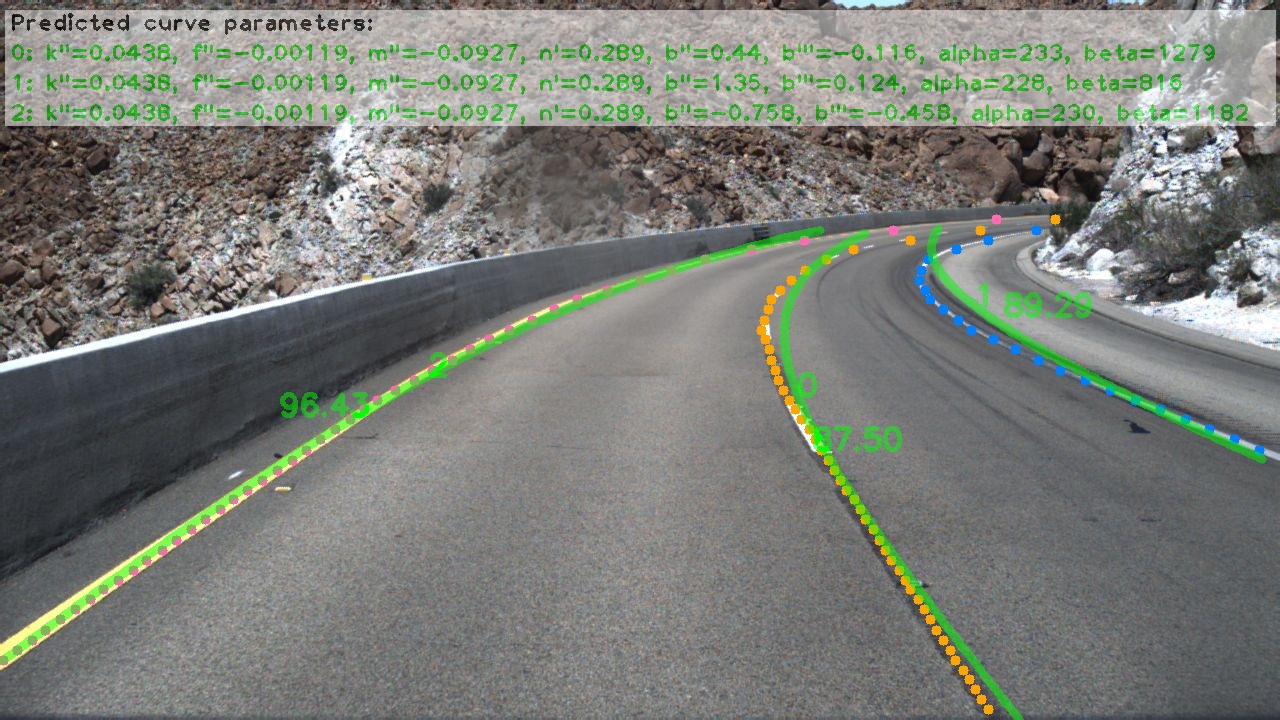 Predicted curve parameters:
0: k''=0.0438, f''=-0.00119, m''=-0.0927, n'=0.289, b''=0.44, b'''=-0.116, alpha=233, beta=1279
1: k''=0.0438, f''=-0.00119, m''=-0.0927, n'=0.289, b''=1.35, b'''=0.124, alpha=228, beta=816
2: k''=0.0438, f''=-0.00119, m''=-0.0927, n'=0.289, b''=-0.758, b'''=-0.458, alpha=230, beta=1182
1 89.29
2
0
96.43
97.50